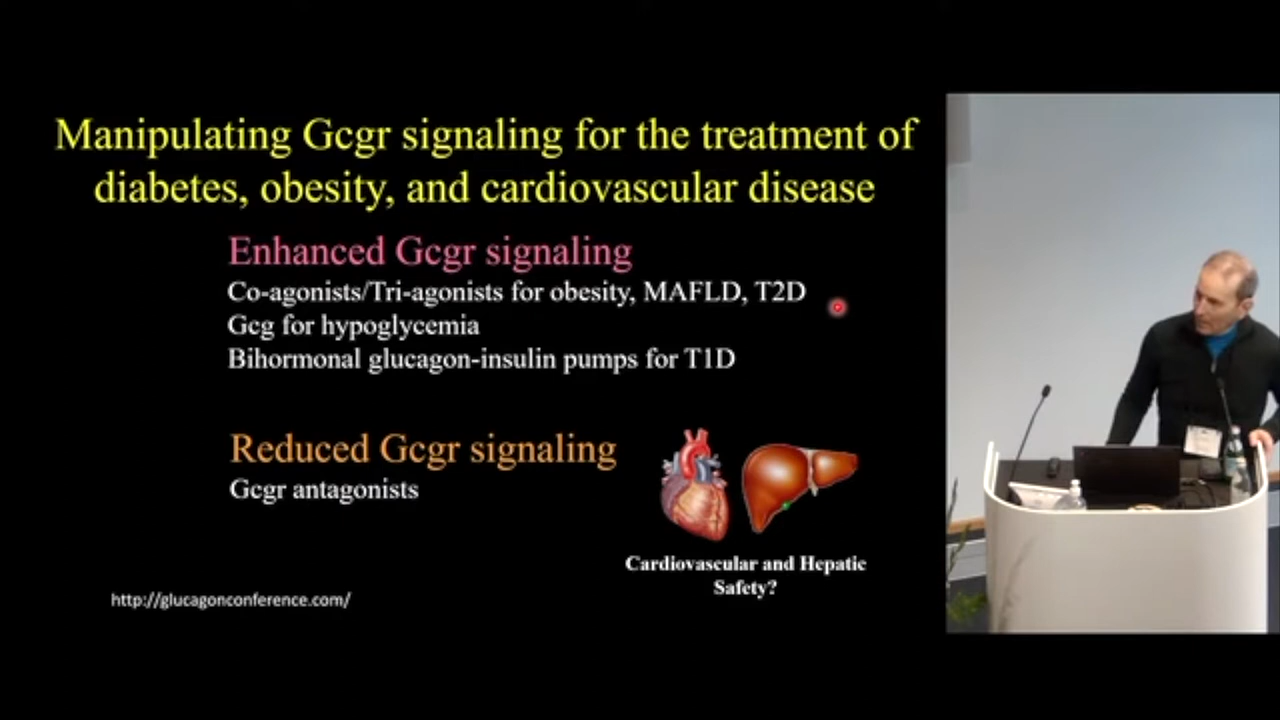 Manipulating Gcgr signaling for the treatment of
diabetes, obesity, and cardiovascular disease
Enhanced Gcgr signaling
Co-agonists/Tri-agonists for obesity, MAFLD, T2D
Gcg for hypoglycemia
Bihormonal glucagon-insulin pumps for T1D
Reduced Gcgr signaling
Gcgr antagonists
Cardiovascular and Hepatic
Safety?
http://glucagonconference.com/